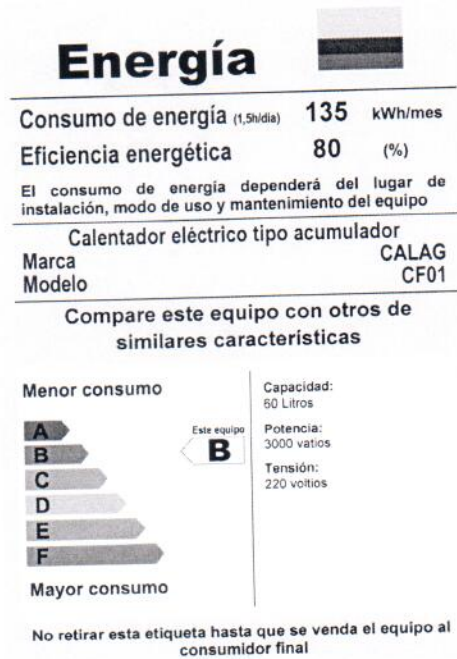 Energía
Consumo de energía (1,5h/dia) 135 kWh/mes
Eficiencia energética 80 (%)
El consumo de energía dependerá del lugar de
instalación, modo de uso y mantenimiento del equipo
Calentador eléctrico tipo acumulador
Marca CALAG
Modelo CF01
Compare este equipo con otros de
similares características
Menor consumo
A
B
C
D
E
F
Mayor consumo
Este equipo
B
Capacidad:
60 Litros
Potencia:
3000 vatios
Tensión:
220 voltios
No retirar esta etiqueta hasta que se venda el equipo al
consumidor final